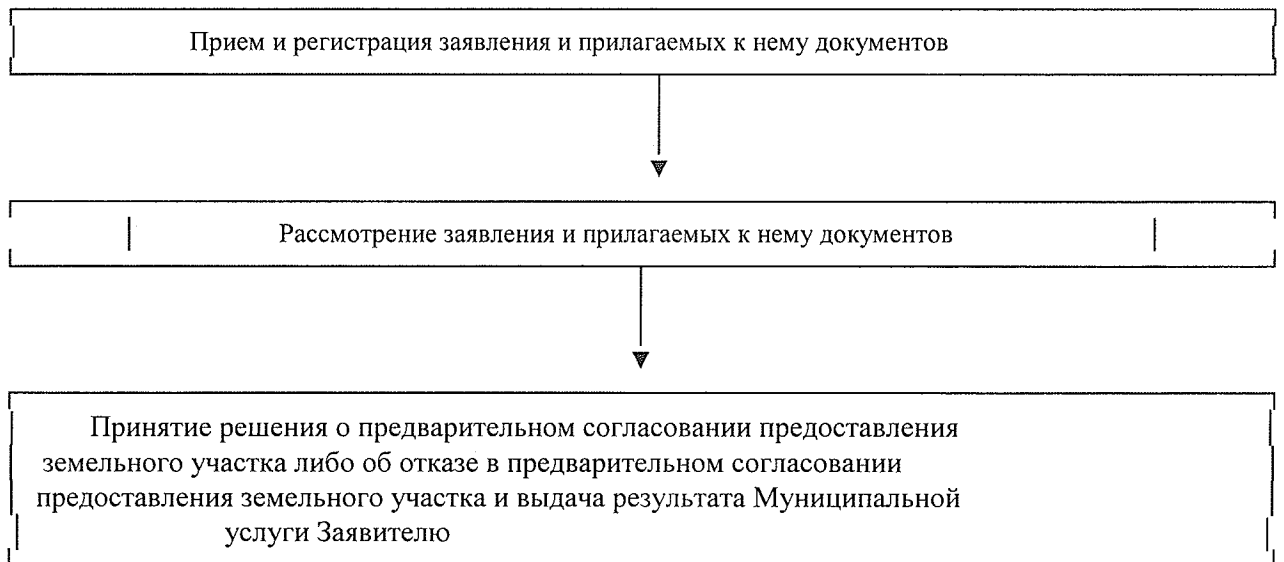 Прием и регистрация заявления и прилагаемых к нему документов
Рассмотрение заявления и прилагаемых к нему документов
Принятие решения о предварительном согласовании предоставления
земельного участка либо об отказе в предварительном согласовании
предоставления земельного участка и выдача результата Муниципальной
услуги Заявителю